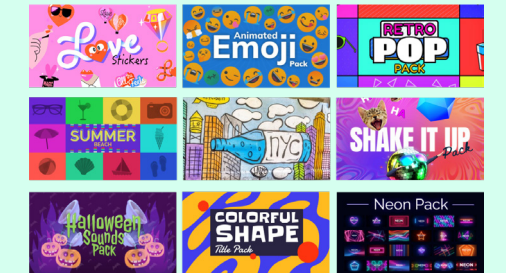 Love
Stickers
Animated
Emoji
Pack
RETRO
POP
PACK
SUMMER
BEACH
nyc
SHAKE IT UP
Pack
Halloween
Sounds
Pack
COLORFUL
SHAPE
Title Pack
Neon Pack